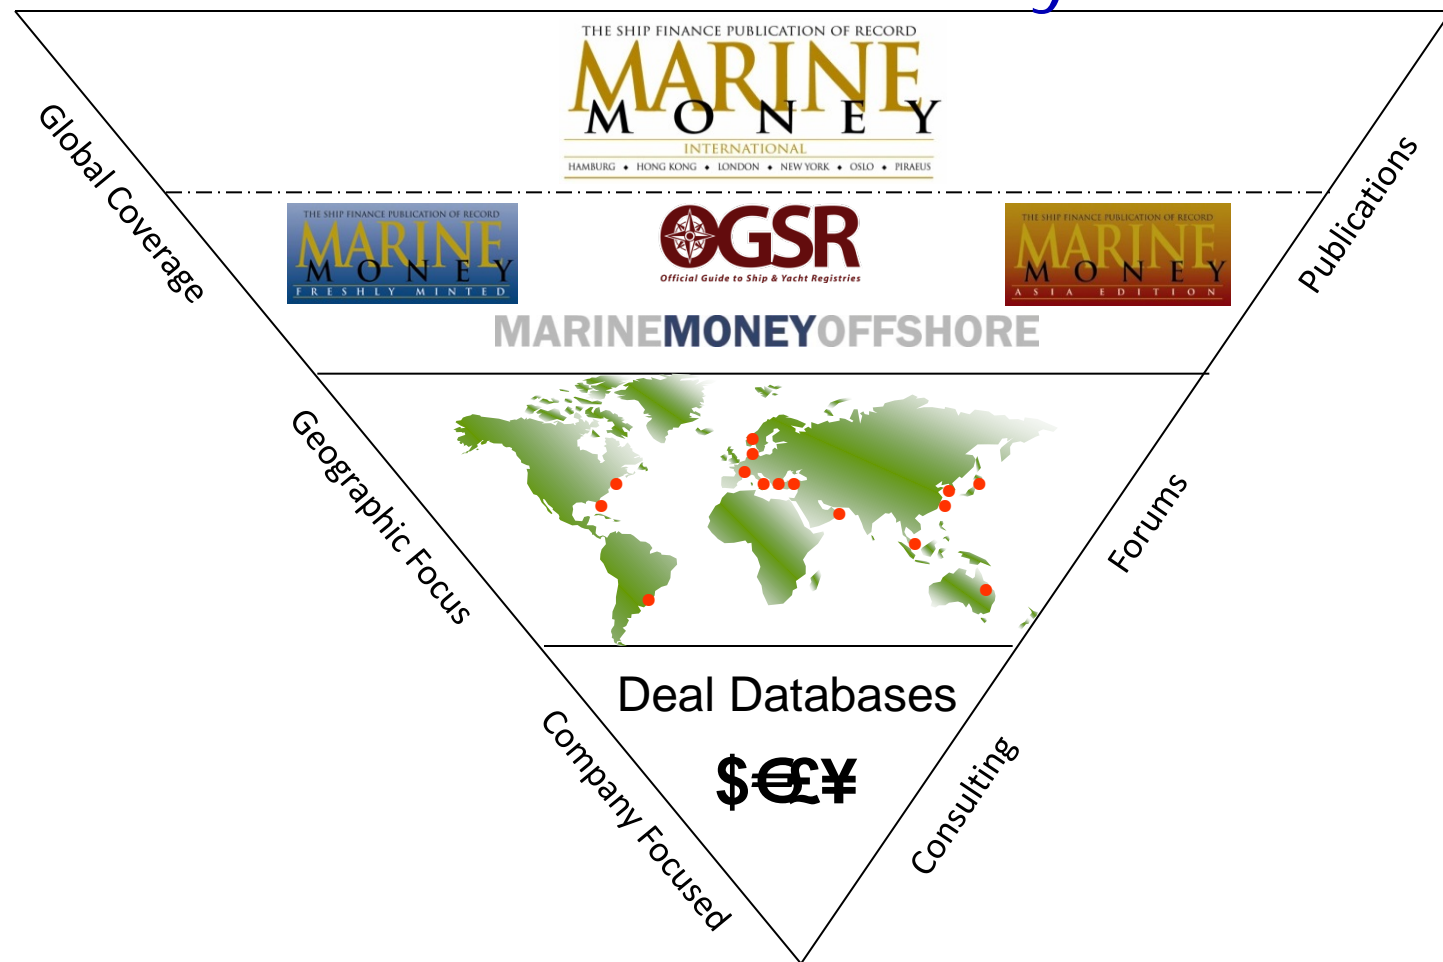 THE SHIP FINANCE PUBLICATION OF RECORD
MARINE
MONEY
INTERNATIONAL
HAMBURG ♦ HONG KONG ♦ LONDON ♦ NEW YORK ♦ OSLO ♦ PIRAEUS
Global Coverage
Publications
THE SHIP FINANCE PUBLICATION OF RECORD
MARINE
MONEY
FRESHLY MINTED
OGSR
Official Guide to Ship & Yacht Registries
THE SHIP FINANCE PUBLICATION OF RECORD
MARINE
MONEY
ASIA EDITION
MARINEMONEYOFFSHORE
Geographic Focus
Forums
Deal Databases
$€£¥
Company Focused
Consulting